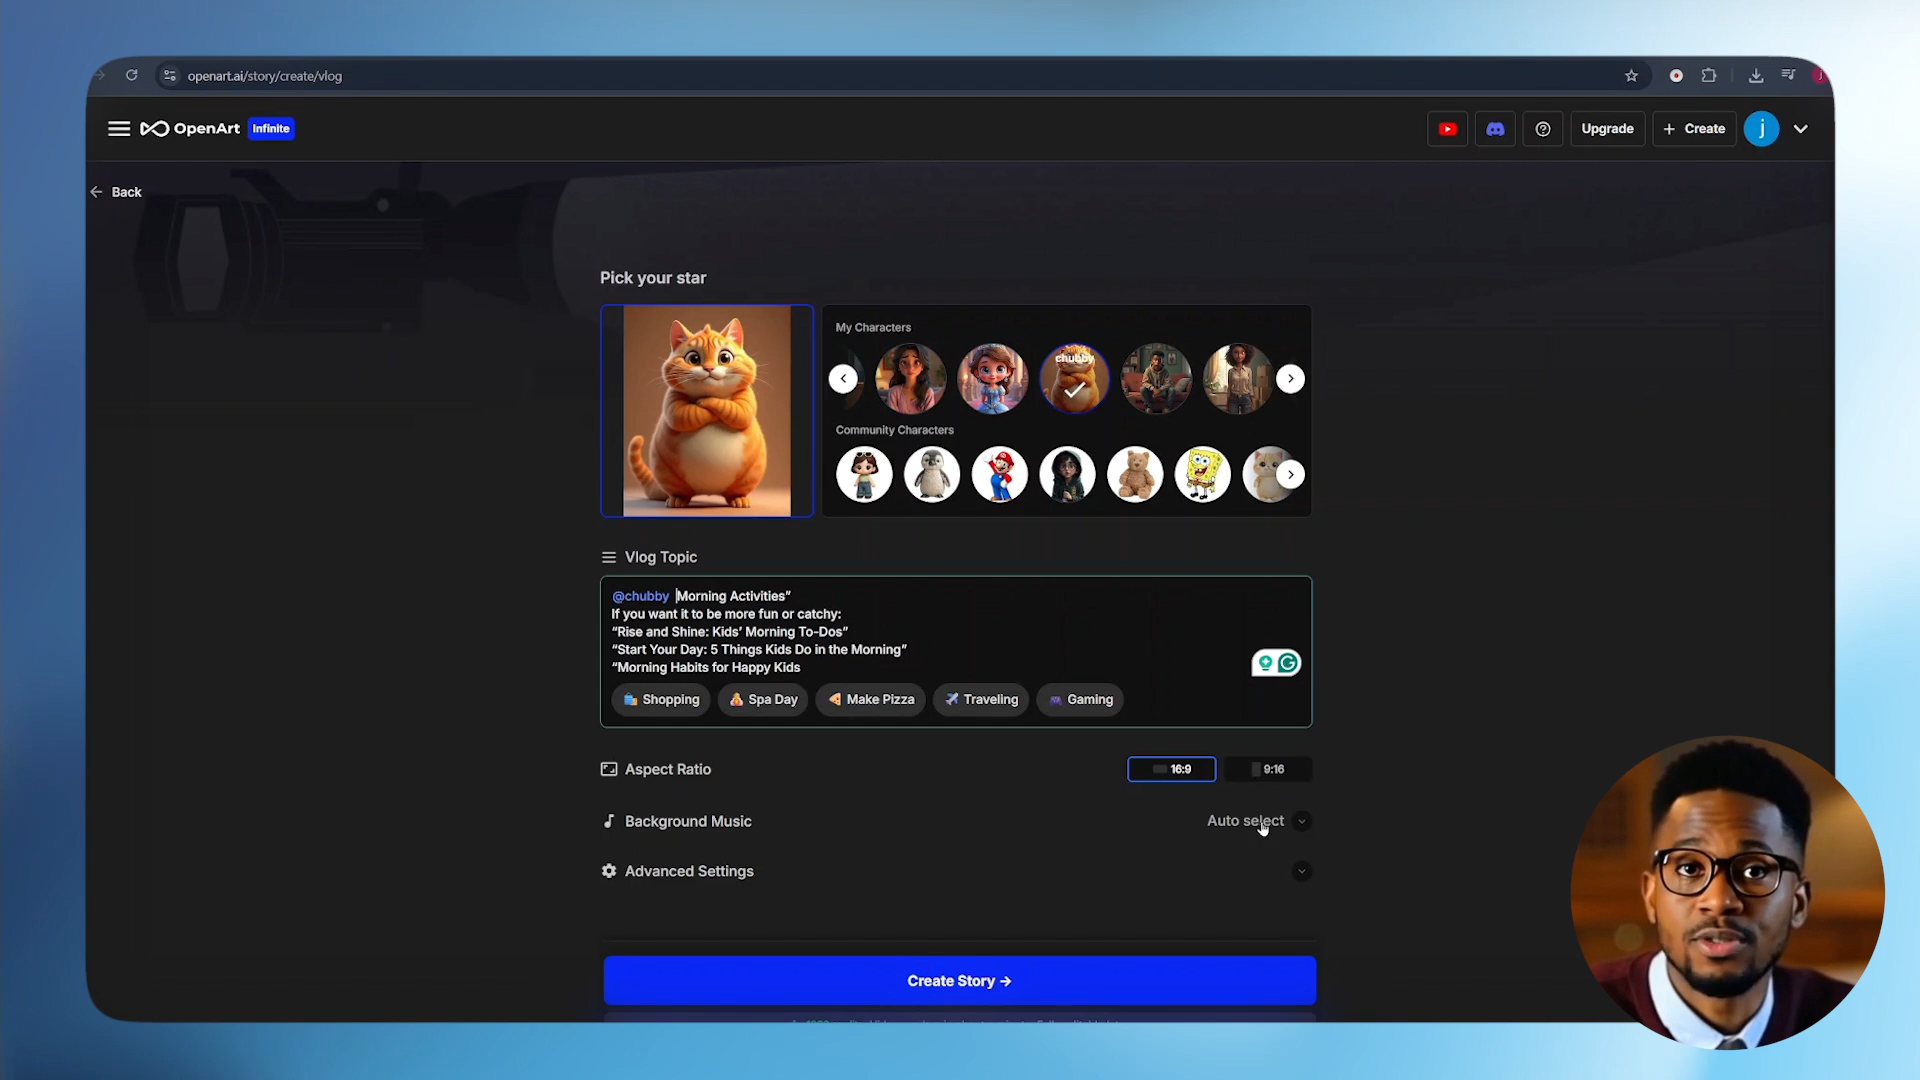 openart.ai/story/create/vlog
OpenArt Infinite
Upgrade
+ Create
j
Back
Pick your star
My Characters
chubby
Community Characters
Vlog Topic
@chubby Morning Activities”
If you want it to be more fun or catchy:
“Rise and Shine: Kids’ Morning To-Dos”
“Start Your Day: 5 Things Kids Do in the Morning”
“Morning Habits for Happy Kids
Shopping
Spa Day
Make Pizza
Traveling
Gaming
Aspect Ratio
16:9
9:16
Background Music
Auto select
Advanced Settings
Create Story →